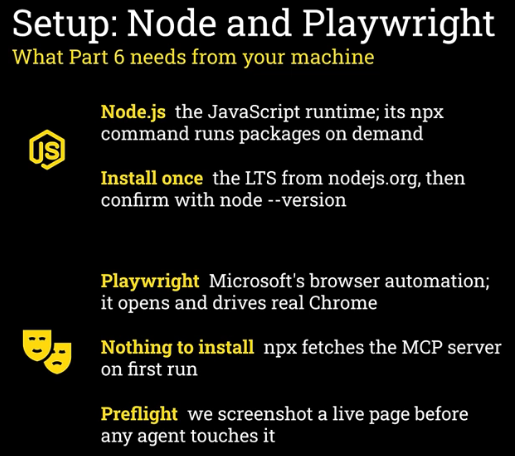 Setup: Node and Playwright
What Part 6 needs from your machine
Node.js the JavaScript runtime; its npx
command runs packages on demand
JS
Install once the LTS from nodejs.org, then
confirm with node --version
Playwright Microsoft's browser automation;
it opens and drives real Chrome
Nothing to install npx fetches the MCP server
on first run
Preflight we screenshot a live page before
any agent touches it